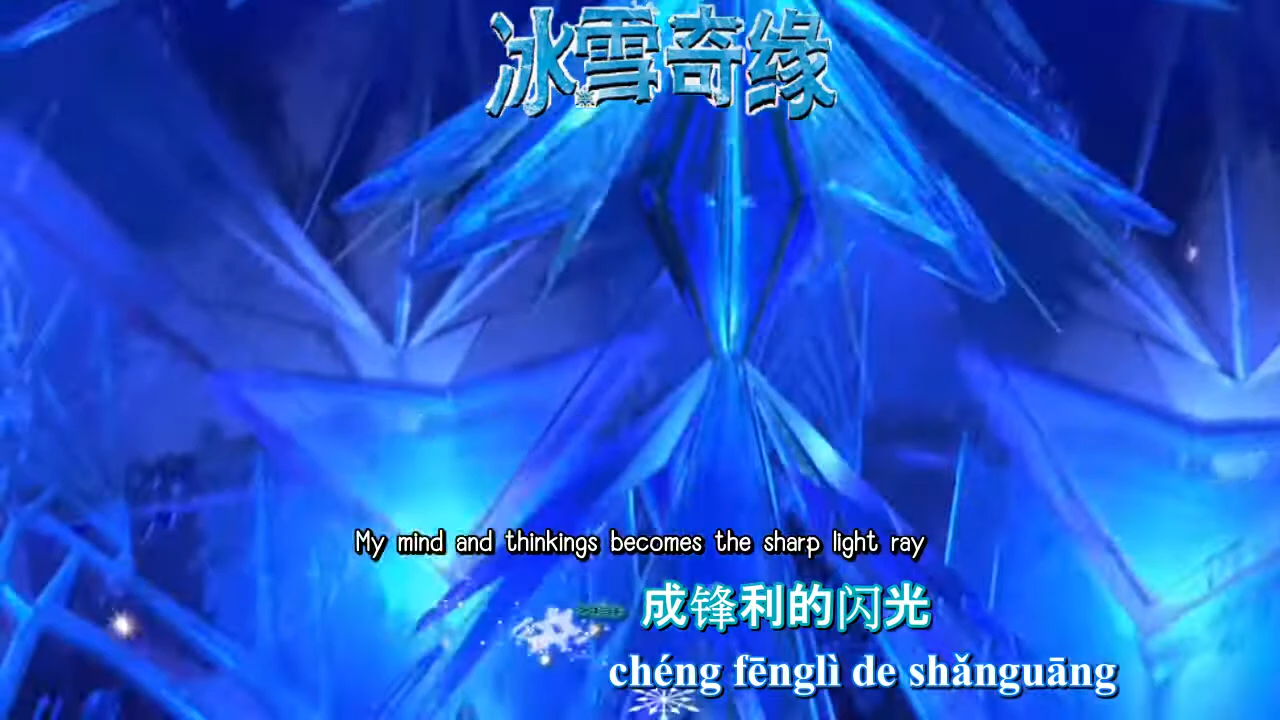 冰雪奇缘
My mind and thinkings becomes the sharp light ray
成锋利的闪光
chéng fēnglì de shǎnguāng